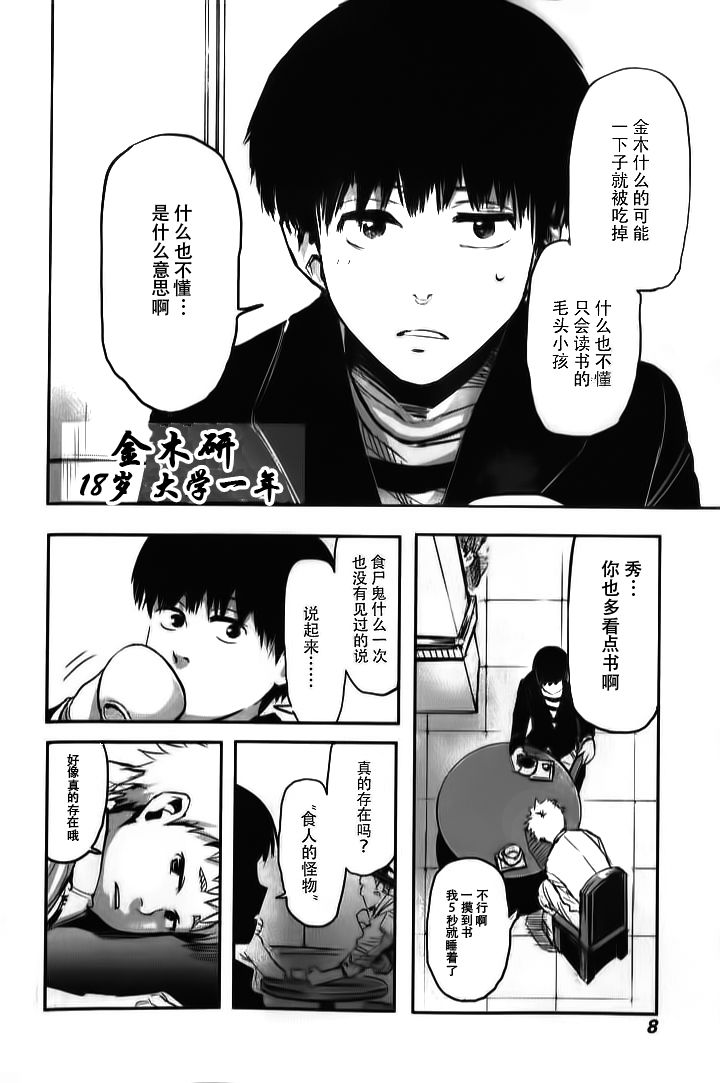 金木什么的可能
一下子就被吃掉
什么也不懂
只会读书的
毛头小孩
什么也不懂…
是什么意思啊
金木研
18岁 大学一年
秀…
你也多看点书啊
不行啊
一摸到书
我5秒就睡着了
食尸鬼什么一次
也没有见过的说
说起来……
真的存在吗？
“食人的怪物”
好像真的存在哦
8